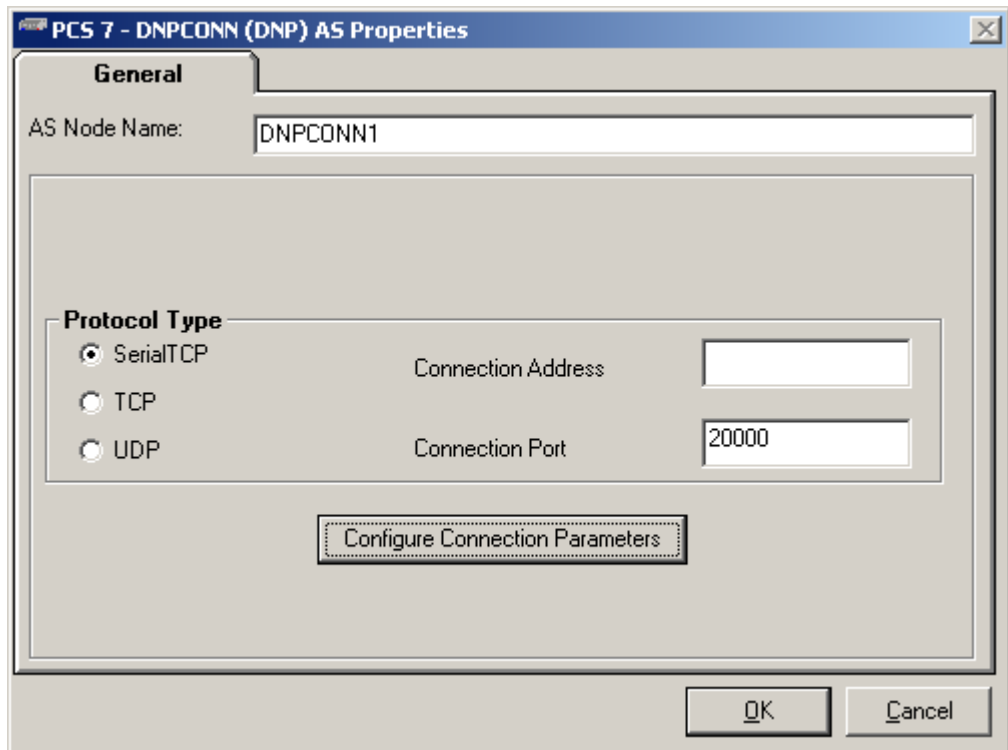 PCS 7 - DNPCONN (DNP) AS Properties
General
AS Node Name: DNPCONN1
Protocol Type
SerialTCP Connection Address
TCP
UDP Connection Port 20000
Configure Connection Parameters
OK Cancel